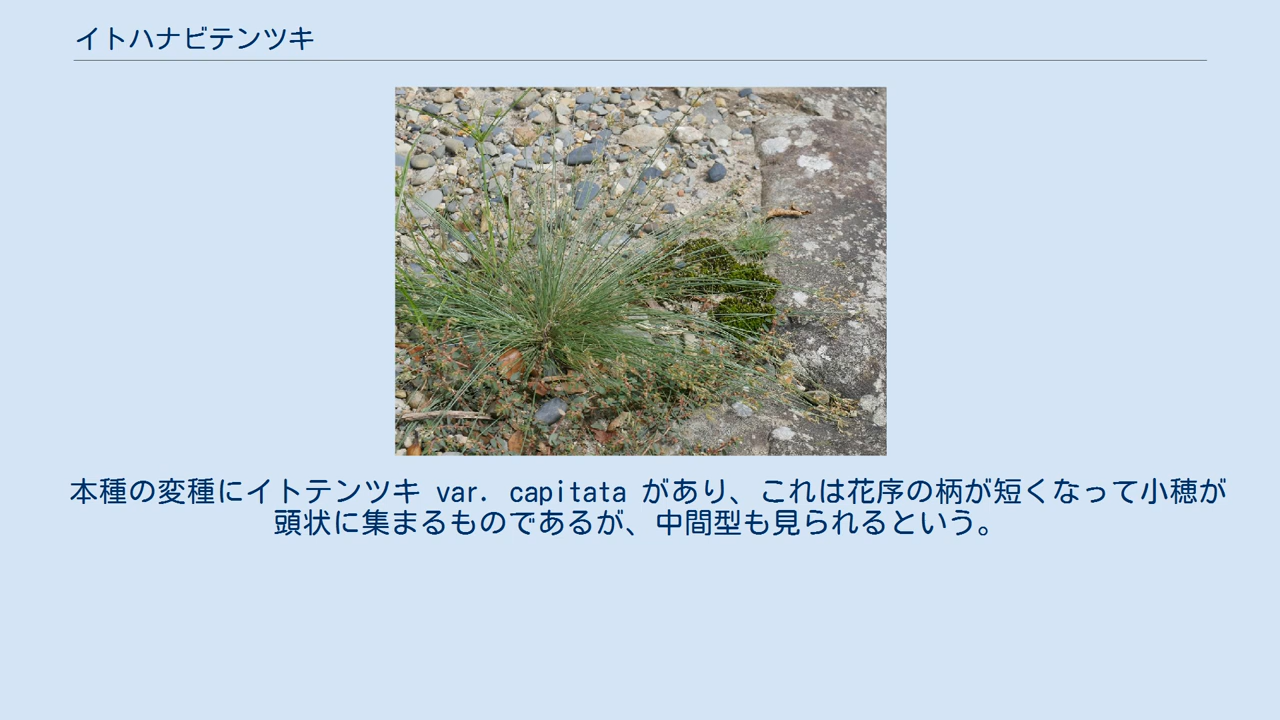 イトハナビテンツキ
本種の変種にイトテンツキ var. capitata があり、これは花序の柄が短くなって小穂が
頭状に集まるものであるが、中間型も見られるという。